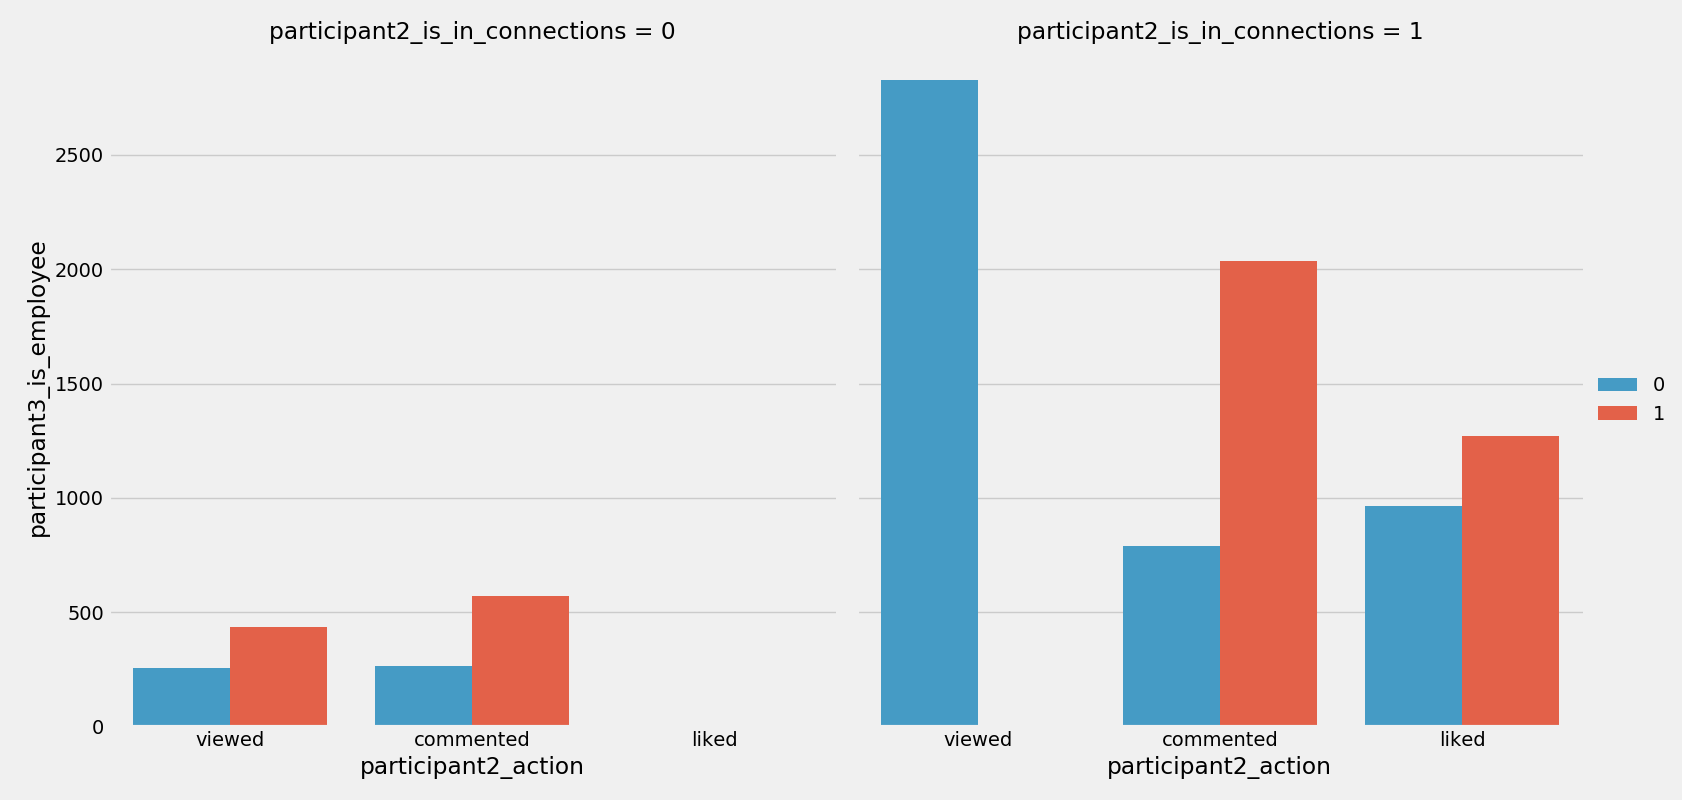 participant2_is_in_connections = 0
participant2_is_in_connections = 1
participant3_is_employee
2500
2000
1500
1000
500
0
viewed
commented
liked
viewed
commented
liked
participant2_action
participant2_action
0
1